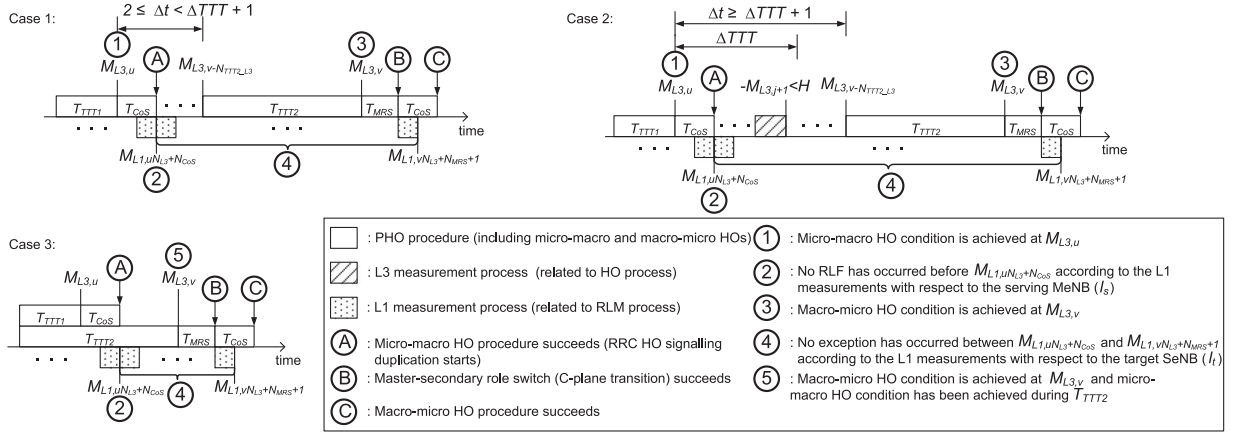 Case 1:
2 ≤ Δt < ΔTTT + 1
1
A
3
B
C
M_{L3,u}
M_{L3,v-N_{TTT2_L3}}
M_{L3,v}
T_{TTT1}
T_{CoS}
. . .
T_{TTT2}
T_{MRS}
T_{CoS}
time
. . .
. . .
M_{L1,uN_{L3}+N_{CoS}}
4
M_{L1,vN_{L3}+N_{MRS}+1}
2
Case 2:
Δt ≥ ΔTTT + 1
ΔTTT
1
A
3
B
C
M_{L3,u}
-M_{L3,j+1}<H
M_{L3,v-N_{TTT2_L3}}
M_{L3,v}
T_{TTT1}
T_{CoS}
. . .
. . .
T_{TTT2}
T_{MRS}
T_{CoS}
time
. . .
. . .
M_{L1,uN_{L3}+N_{CoS}}
4
M_{L1,vN_{L3}+N_{MRS}+1}
2
Case 3:
5
A
M_{L3,u}
M_{L3,v}
B
C
T_{TTT1}
T_{CoS}
T_{TTT2}
T_{MRS}
T_{CoS}
time
. . .
. . .
M_{L1,uN_{L3}+N_{CoS}}
4
M_{L1,vN_{L3}+N_{MRS}+1}
2
: PHO procedure (including micro-macro and macro-micro HOs)
: L3 measurement process (related to HO process)
: L1 measurement process (related to RLM process)
A : Micro-macro HO procedure succeeds (RRC HO signalling
duplication starts)
B : Master-secondary role switch (C-plane transition) succeeds
C : Macro-micro HO procedure succeeds
1 : Micro-macro HO condition is achieved at M_{L3,u}
2 : No RLF has occurred before M_{L1,uN_{L3}+N_{CoS}} according to the L1
measurements with respect to the serving MeNB (I_s)
3 : Macro-micro HO condition is achieved at M_{L3,v}
4 : No exception has occurred between M_{L1,uN_{L3}+N_{CoS}} and M_{L1,vN_{L3}+N_{MRS}+1}
according to the L1 measurements with respect to the target SeNB (I_t)
5 : Macro-micro HO condition is achieved at M_{L3,v} and micro-
macro HO condition has been achieved during T_{TTT2}